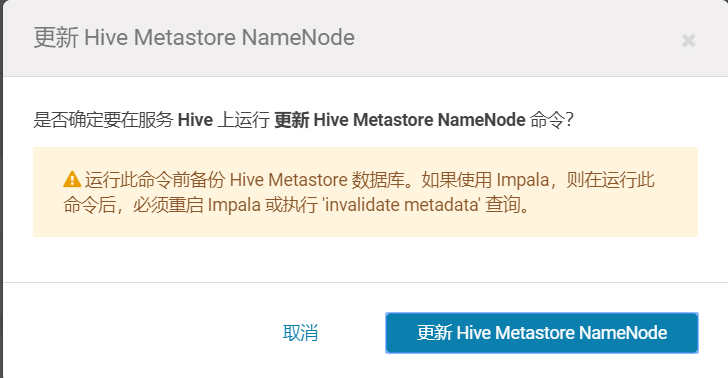 更新 Hive Metastore NameNode
×
是否确定要在服务 Hive 上运行 更新 Hive Metastore NameNode 命令?
运行此命令前备份 Hive Metastore 数据库。如果使用 Impala，则在运行此
命令后，必须重启 Impala 或执行 'invalidate metadata' 查询。
取消
更新 Hive Metastore NameNode